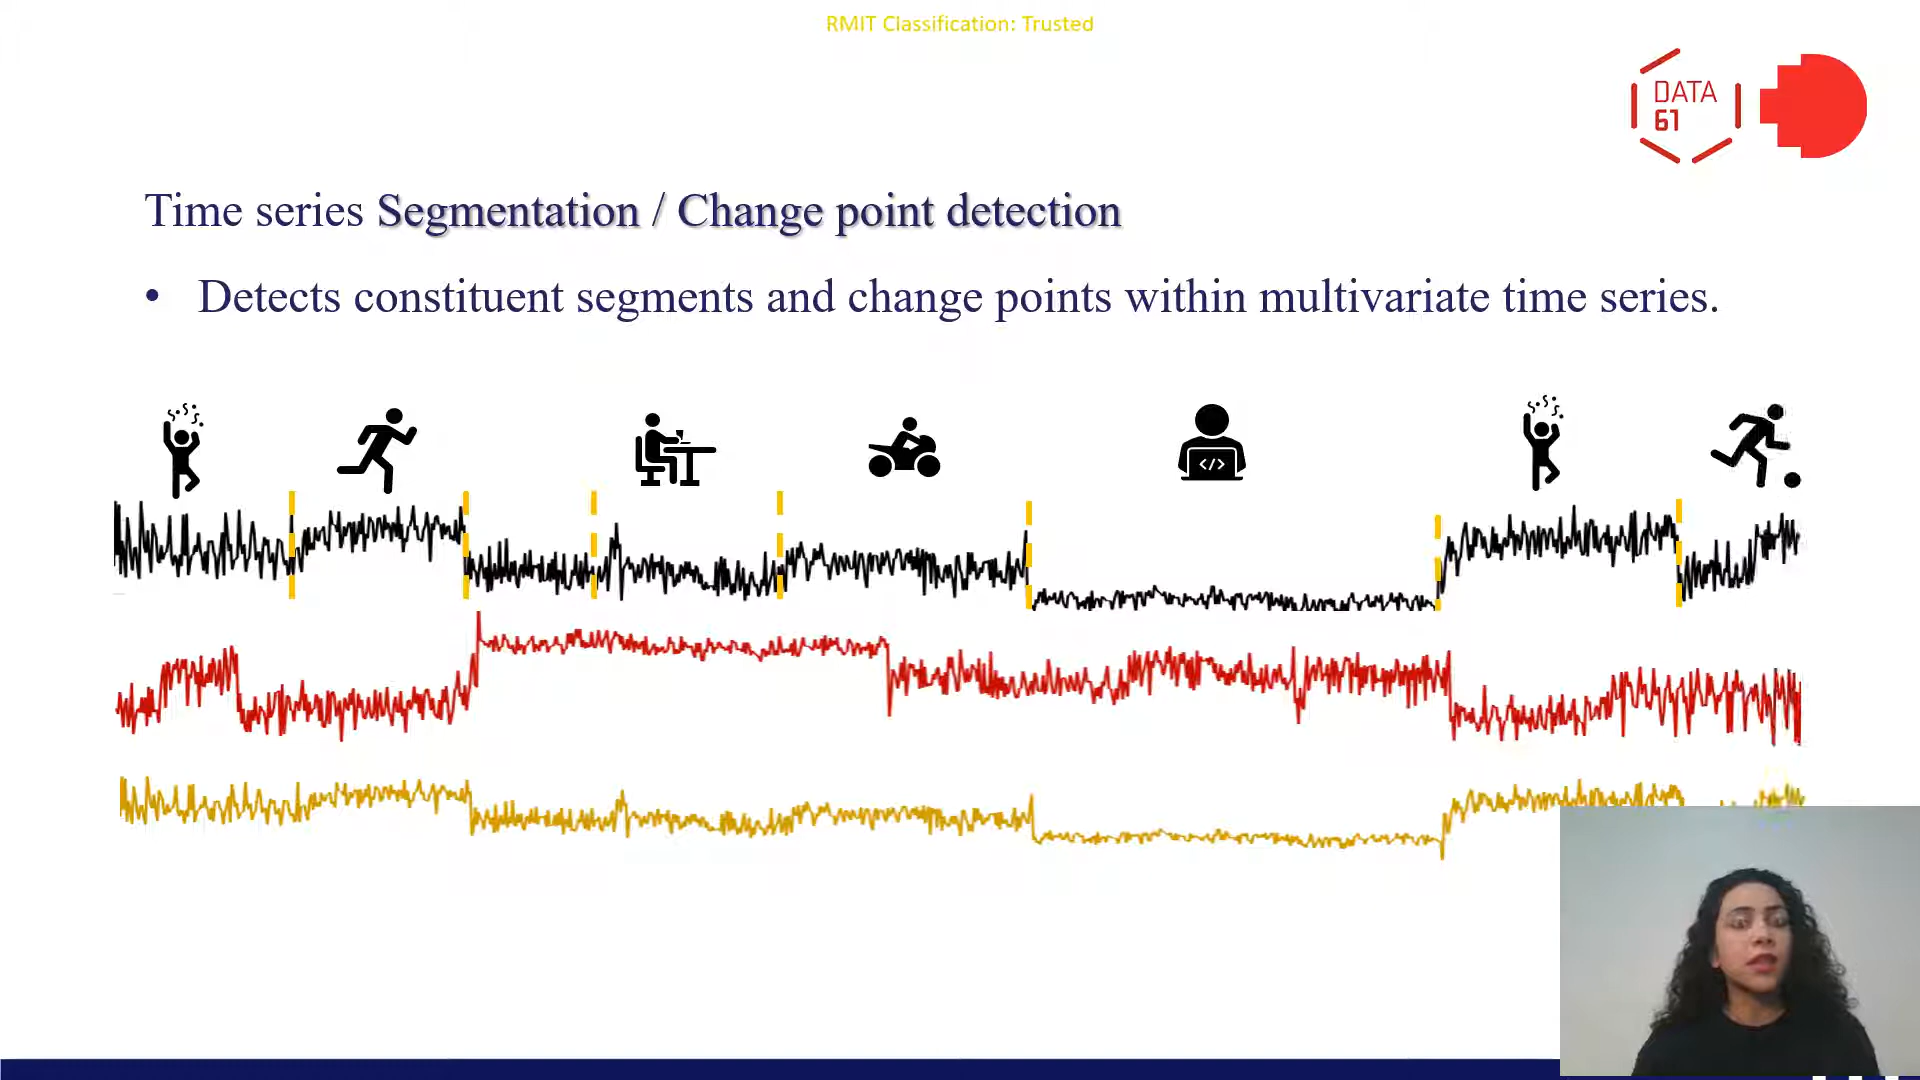 RMIT Classification: Trusted
DATA
61
Time series Segmentation / Change point detection
• Detects constituent segments and change points within multivariate time series.
</>